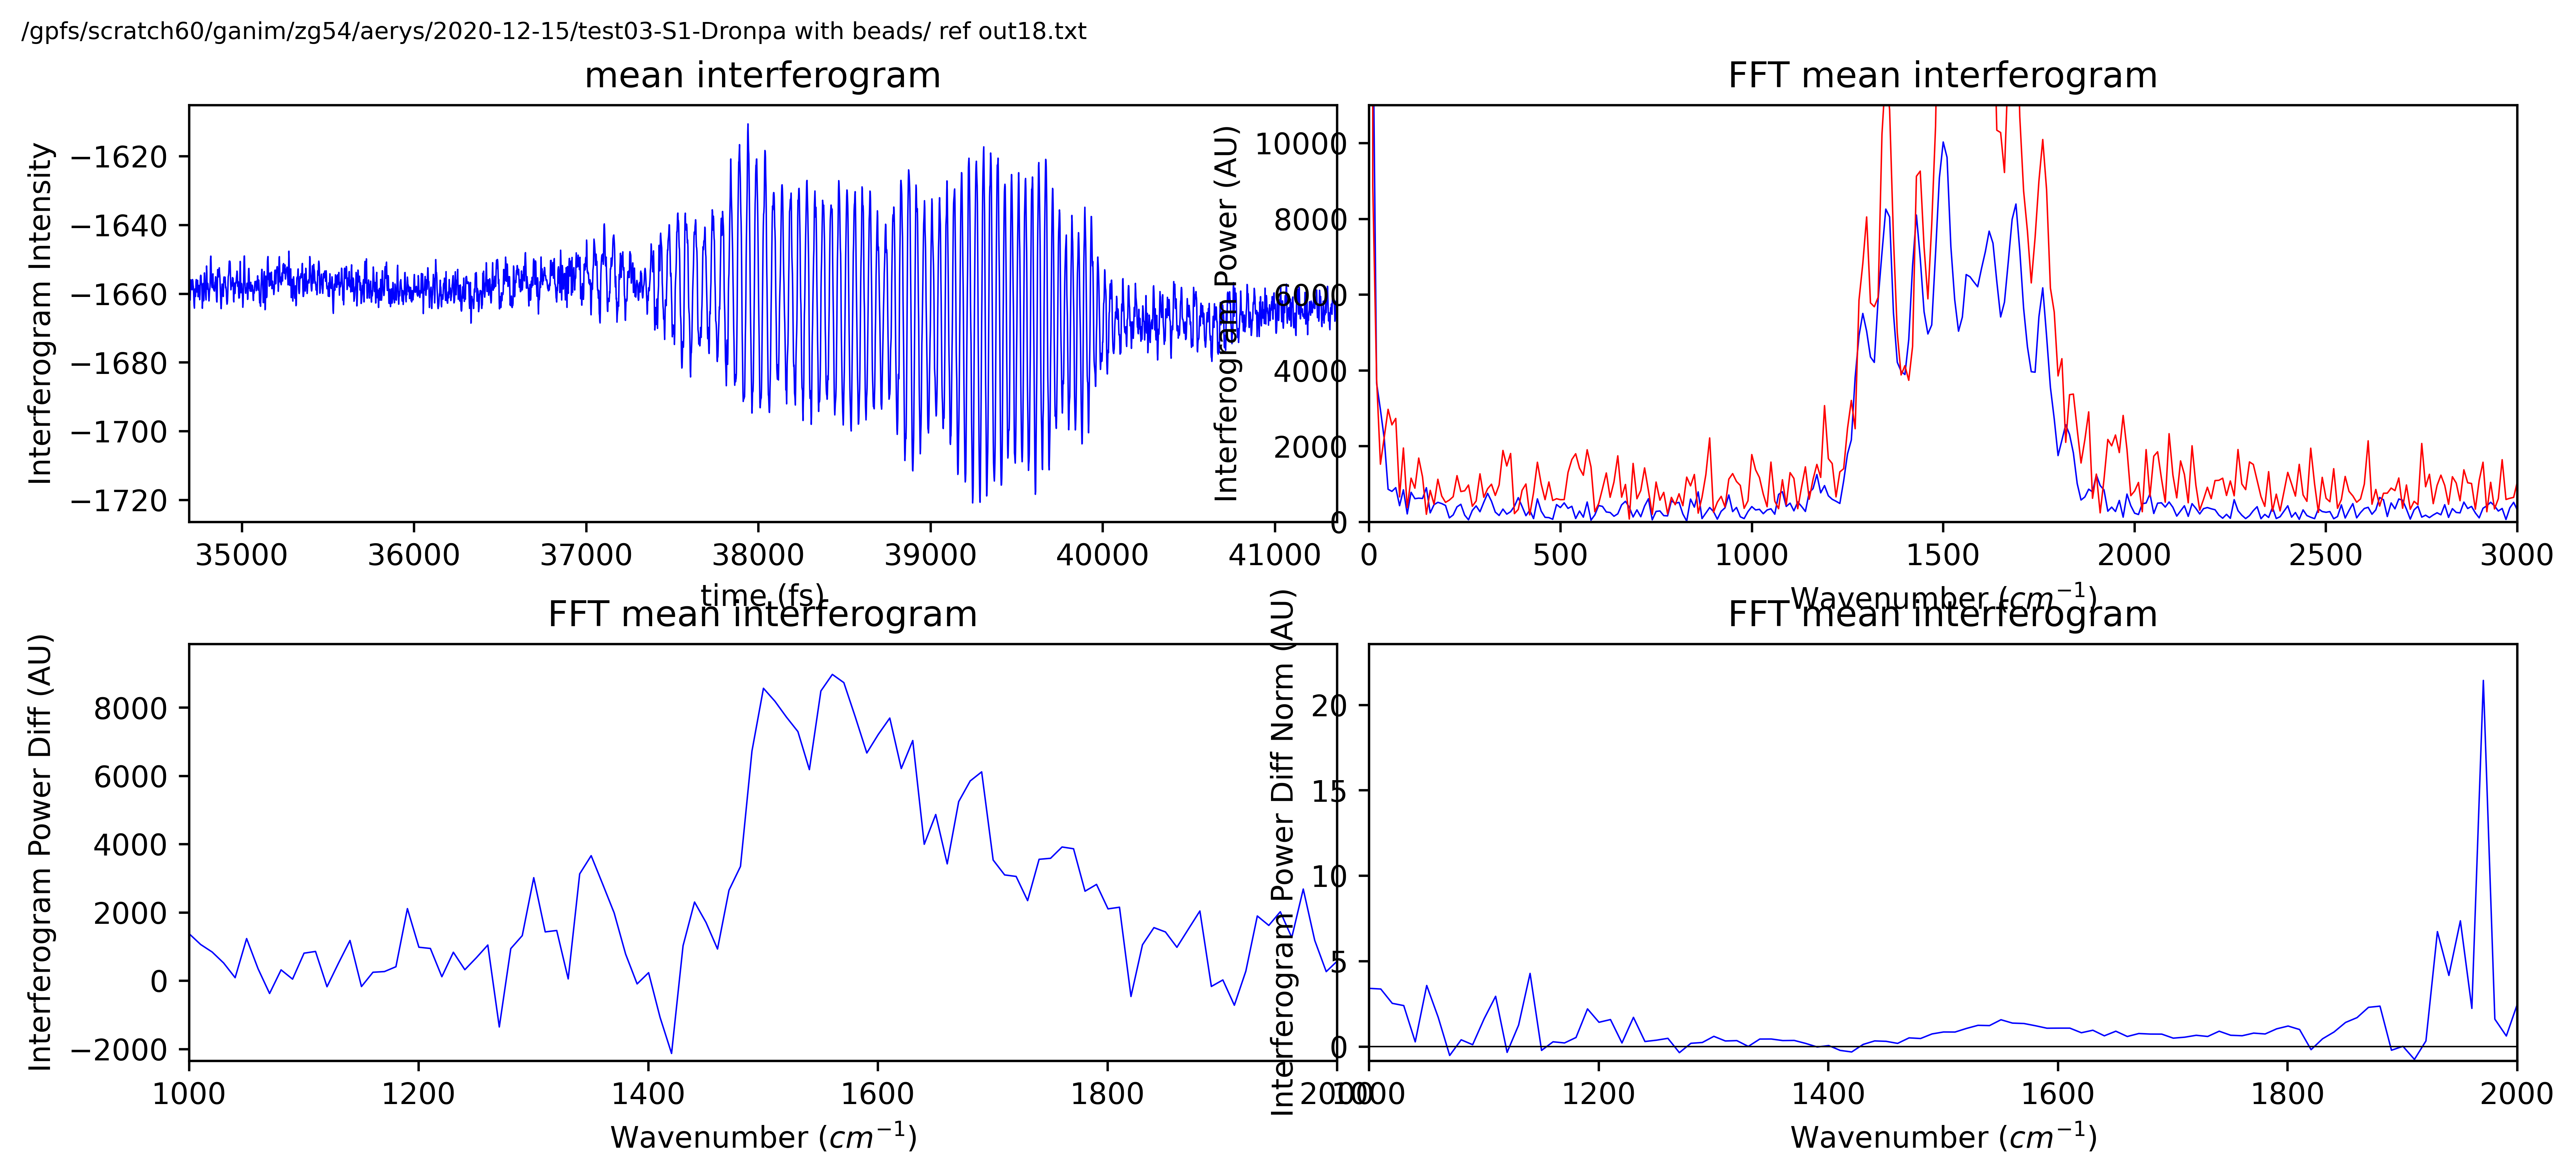 /gpfs/scratch60/ganim/zg54/aerys/2020-12-15/test03-S1-Dronpa with beads/ ref out18.txt
mean interferogram
Interferogram Intensity
−1620
−1640
−1660
−1680
−1700
−1720
35000 36000 37000 38000 39000 40000 41000
time (fs)
FFT mean interferogram
Interferogram Power (AU)
10000
8000
6000
4000
2000
0
0 500 1000 1500 2000 2500 3000
Wavenumber (cm⁻¹)
FFT mean interferogram
Interferogram Power Diff (AU)
8000
6000
4000
2000
0
−2000
1000 1200 1400 1600 1800 2000
Wavenumber (cm⁻¹)
FFT mean interferogram
Interferogram Power Diff Norm (AU)
20
15
10
5
0
1000 1200 1400 1600 1800 2000
Wavenumber (cm⁻¹)